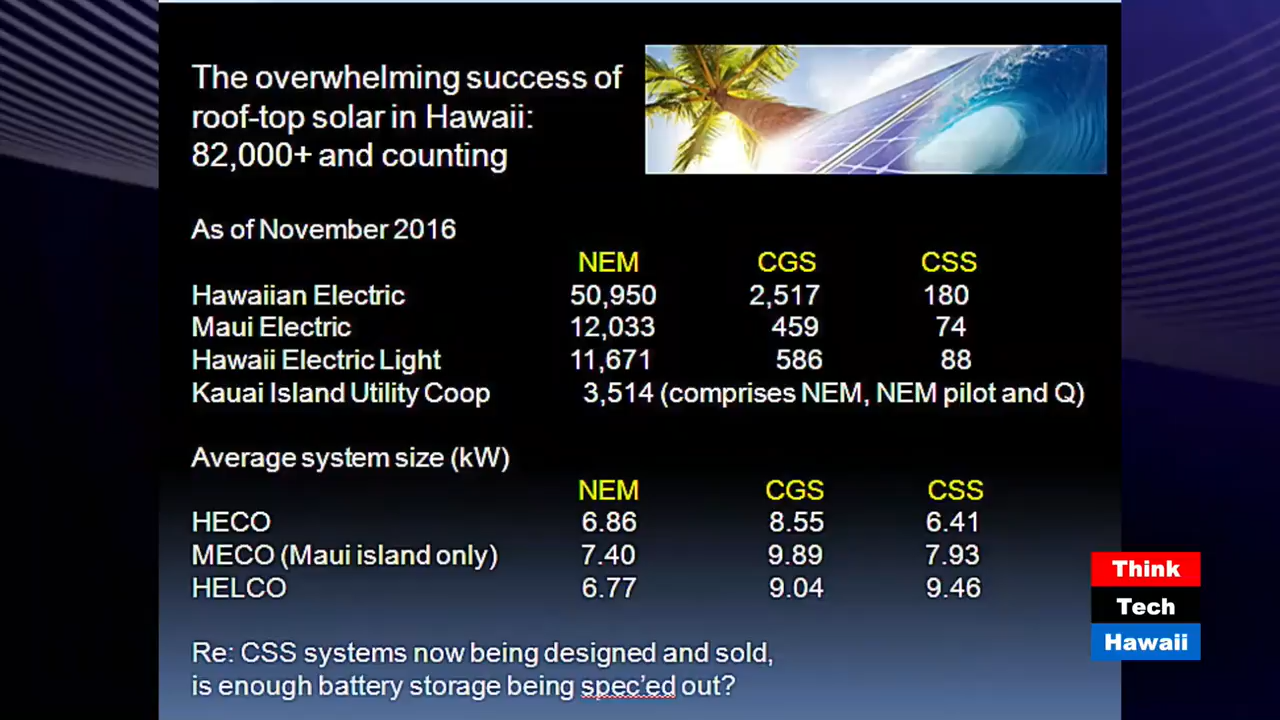 The overwhelming success of
roof-top solar in Hawaii:
82,000+ and counting
As of November 2016
NEM CGS CSS
Hawaiian Electric 50,950 2,517 180
Maui Electric 12,033 459 74
Hawaii Electric Light 11,671 586 88
Kauai Island Utility Coop 3,514 (comprises NEM, NEM pilot and Q)
Average system size (kW)
NEM CGS CSS
HECO 6.86 8.55 6.41
MECO (Maui island only) 7.40 9.89 7.93
HELCO 6.77 9.04 9.46
Re: CSS systems now being designed and sold,
is enough battery storage being spec'ed out?
Think
Tech
Hawaii